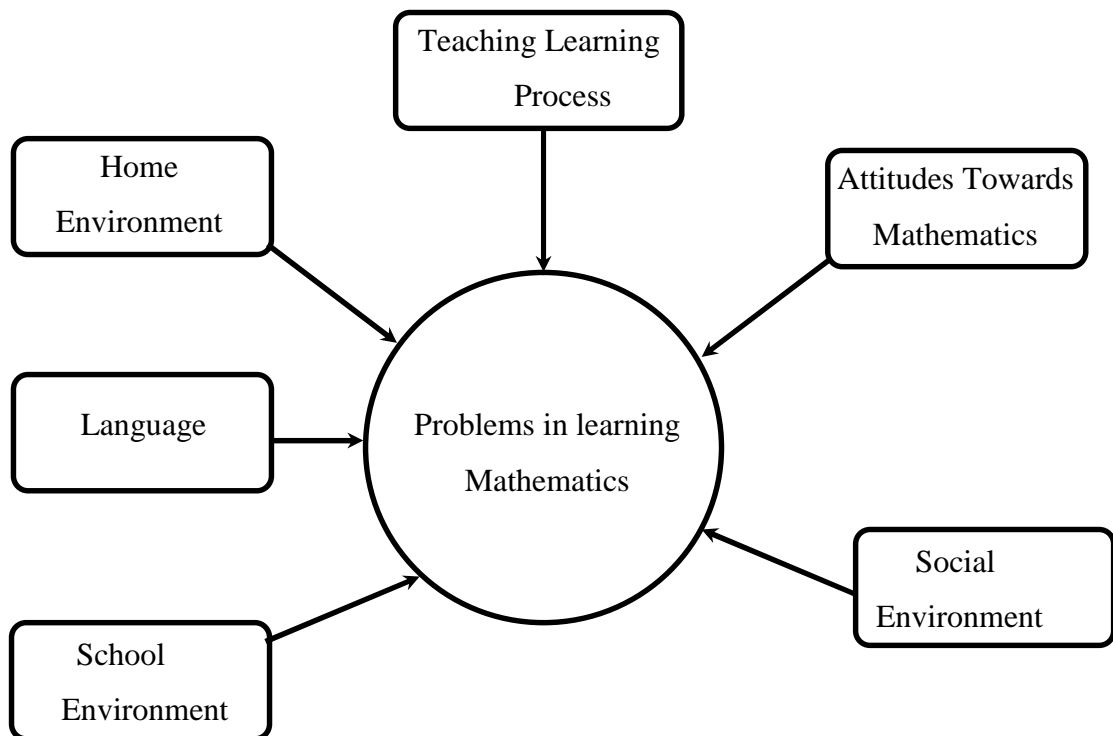 Teaching Learning
Process
Home
Environment
Attitudes Towards
Mathematics
Language
Problems in learning
Mathematics
Social
Environment
School
Environment